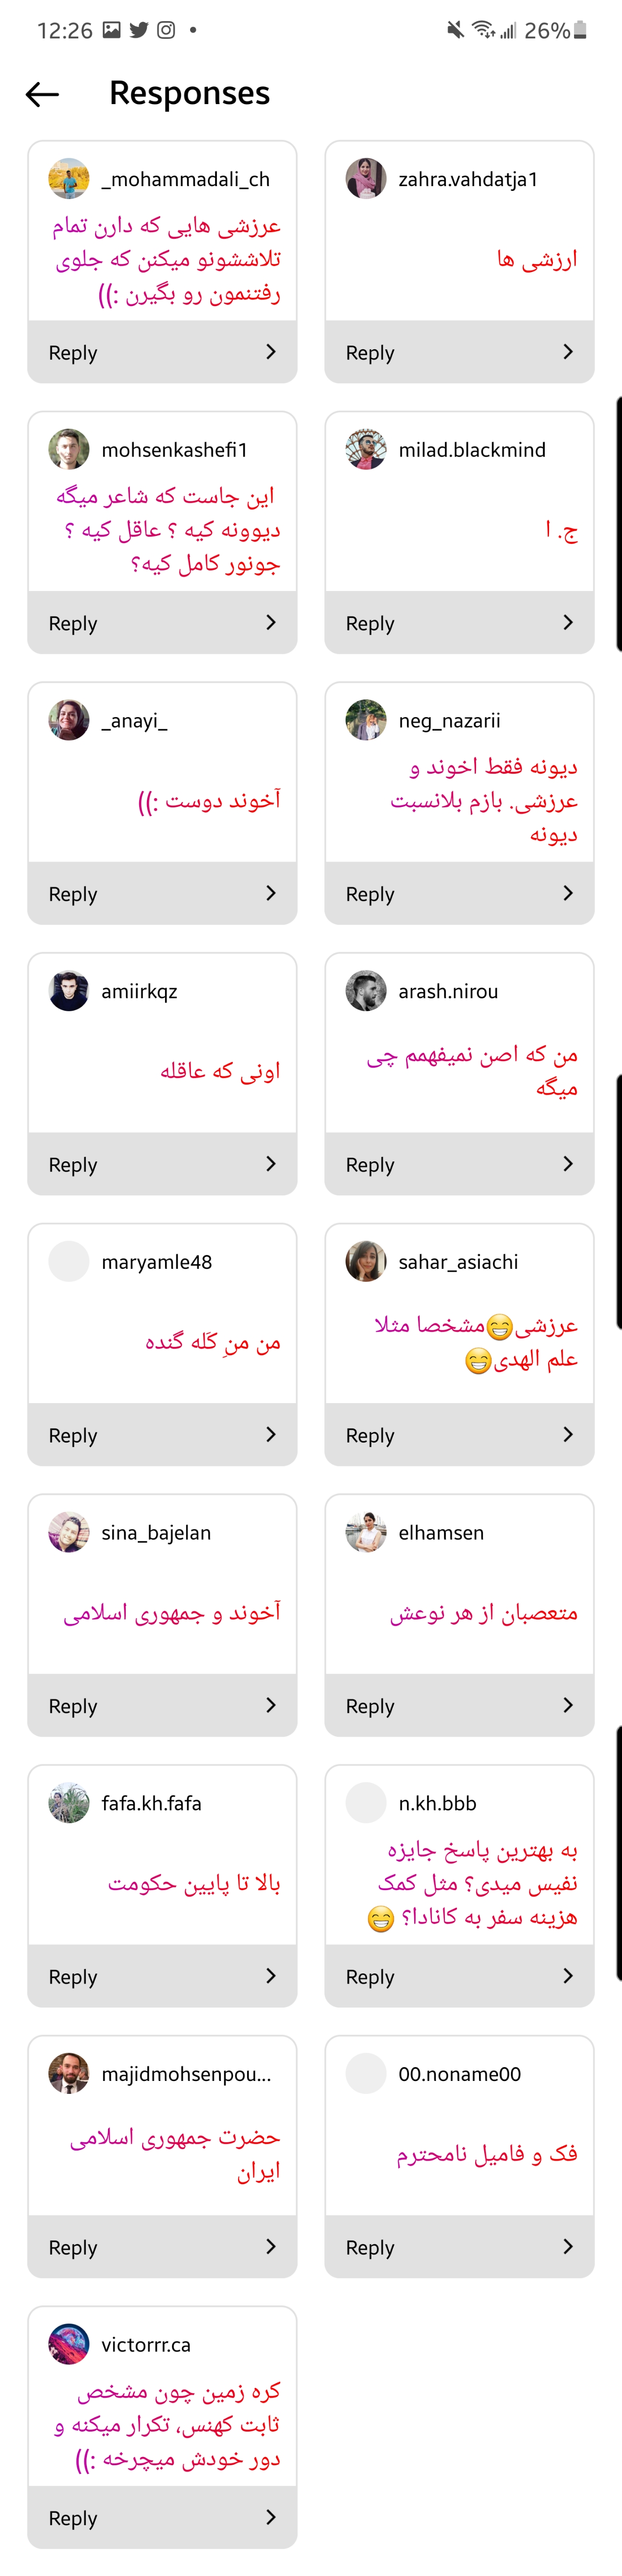 12:26
26%
Responses
_mohammadali_ch
عرزشی هایی که دارن تمام
تلاششونو میکنن که جلوی
رفتنمون رو بگیرن :))
Reply
zahra.vahdatja1
ارزشی ها
Reply
mohsenkashefi1
این جاست که شاعر میگه
دیوونه کیه ؟ عاقل کیه ؟
جونور کامل کیه؟
Reply
milad.blackmind
ج. ا
Reply
_anayi_
آخوند دوست :))
Reply
neg_nazarii
دیونه فقط اخوند و
عرزشی. بازم بلانسبت
دیونه
Reply
amiirkqz
اونی که عاقله
Reply
arash.nirou
من که اصن نمیفهمم چی
میگه
Reply
maryamle48
من منِ کَله گنده
Reply
sahar_asiachi
عرزشی😁مشخصا مثلا
علم الهدی😁
Reply
sina_bajelan
آخوند و جمهوری اسلامی
Reply
elhamsen
متعصبان از هر نوعش
Reply
fafa.kh.fafa
بالا تا پایین حکومت
Reply
n.kh.bbb
به بهترین پاسخ جایزه
نفیس میدی؟ مثل کمک
هزینه سفر به کانادا؟ 😁
Reply
majidmohsenpou...
حضرت جمهوری اسلامی
ایران
Reply
00.noname00
فک و فامیل نامحترم
Reply
victorrr.ca
کره زمین چون مشخص
ثابت کهنس، تکرار میکنه و
دور خودش میچرخه :))
Reply